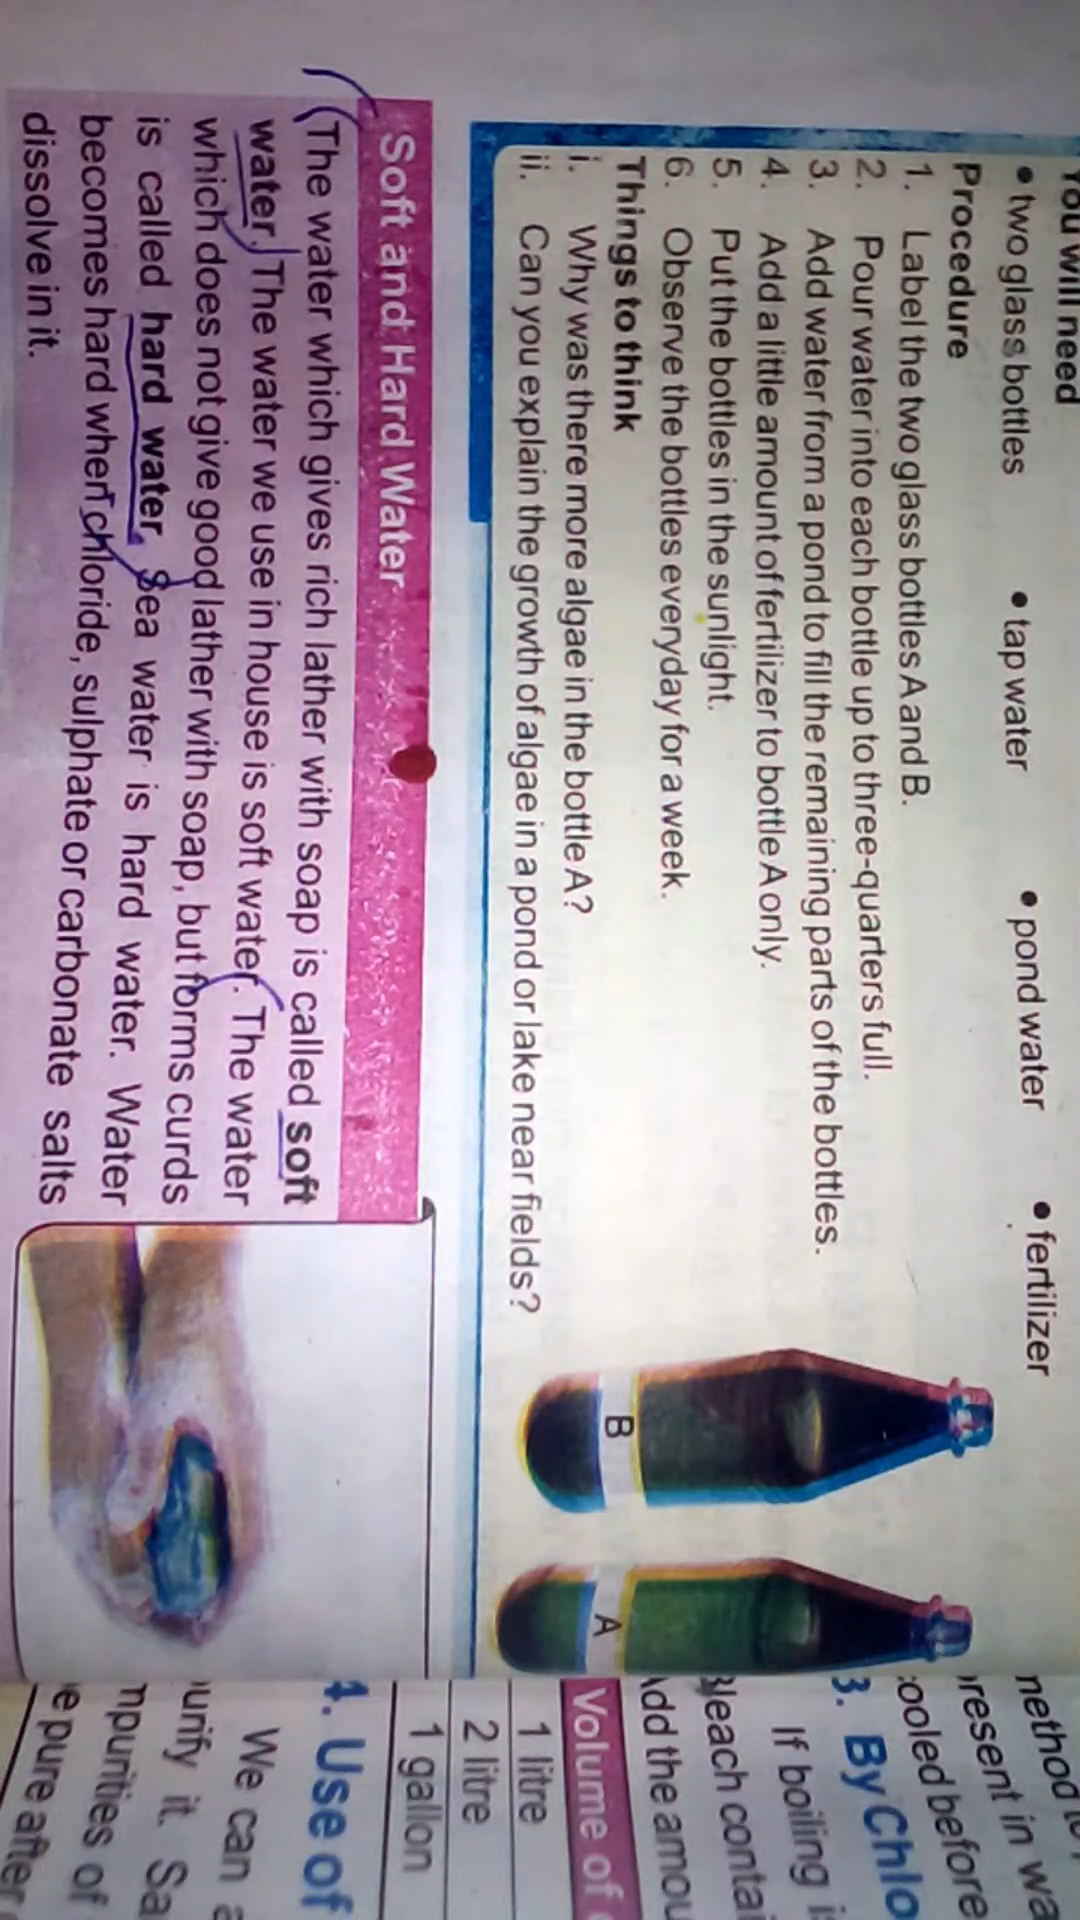 You will need
• two glass bottles • tap water • pond water • fertilizer
Procedure
1. Label the two glass bottles A and B.
2. Pour water into each bottle up to three-quarters full.
3. Add water from a pond to fill the remaining parts of the bottles.
4. Add a little amount of fertilizer to bottle A only.
5. Put the bottles in the sunlight.
6. Observe the bottles everyday for a week.
Things to think
i. Why was there more algae in the bottle A?
ii. Can you explain the growth of algae in a pond or lake near fields?
B
A
Soft and Hard Water
The water which gives rich lather with soap is called soft
water. The water we use in house is soft water. The water
which does not give good lather with soap, but forms curds
is called hard water. Sea water is hard water. Water
becomes hard when chloride, sulphate or carbonate salts
dissolve in it.
method
present in wa
cooled before
3. By Chlo
If boiling i
Bleach contai
Add the amou
Volume of
1 litre
2 litre
1 gallon
4. Use of
We can a
purify it. Sa
mpurities of
e pure after